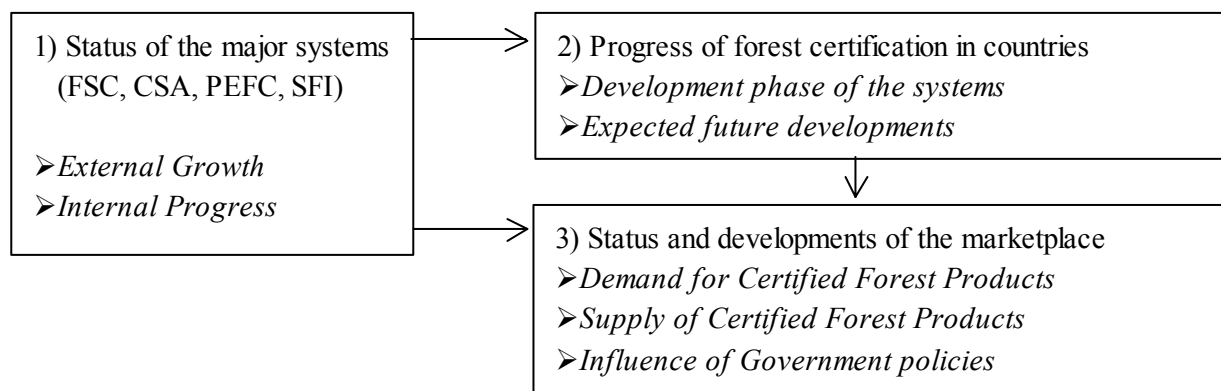 1) Status of the major systems
(FSC, CSA, PEFC, SFI)
➢External Growth
➢Internal Progress
2) Progress of forest certification in countries
➢Development phase of the systems
➢Expected future developments
3) Status and developments of the marketplace
➢Demand for Certified Forest Products
➢Supply of Certified Forest Products
➢Influence of Government policies